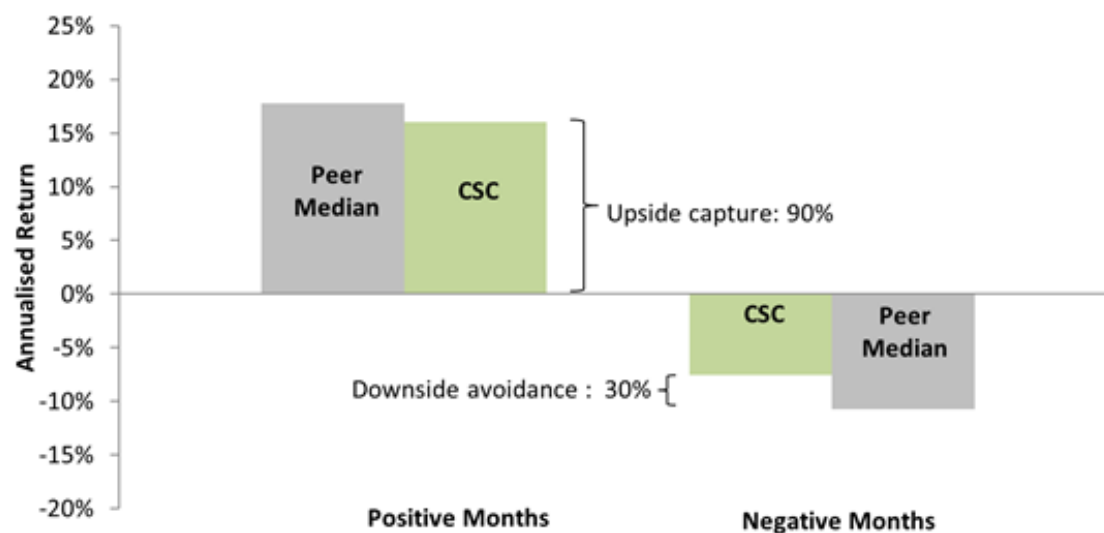 25%
20%
15%
10%
5%
0%
-5%
-10%
-15%
-20%
Annualised Return
Peer
Median
CSC
Upside capture: 90%
CSC
Peer
Median
Downside avoidance :  30%
Positive Months
Negative Months